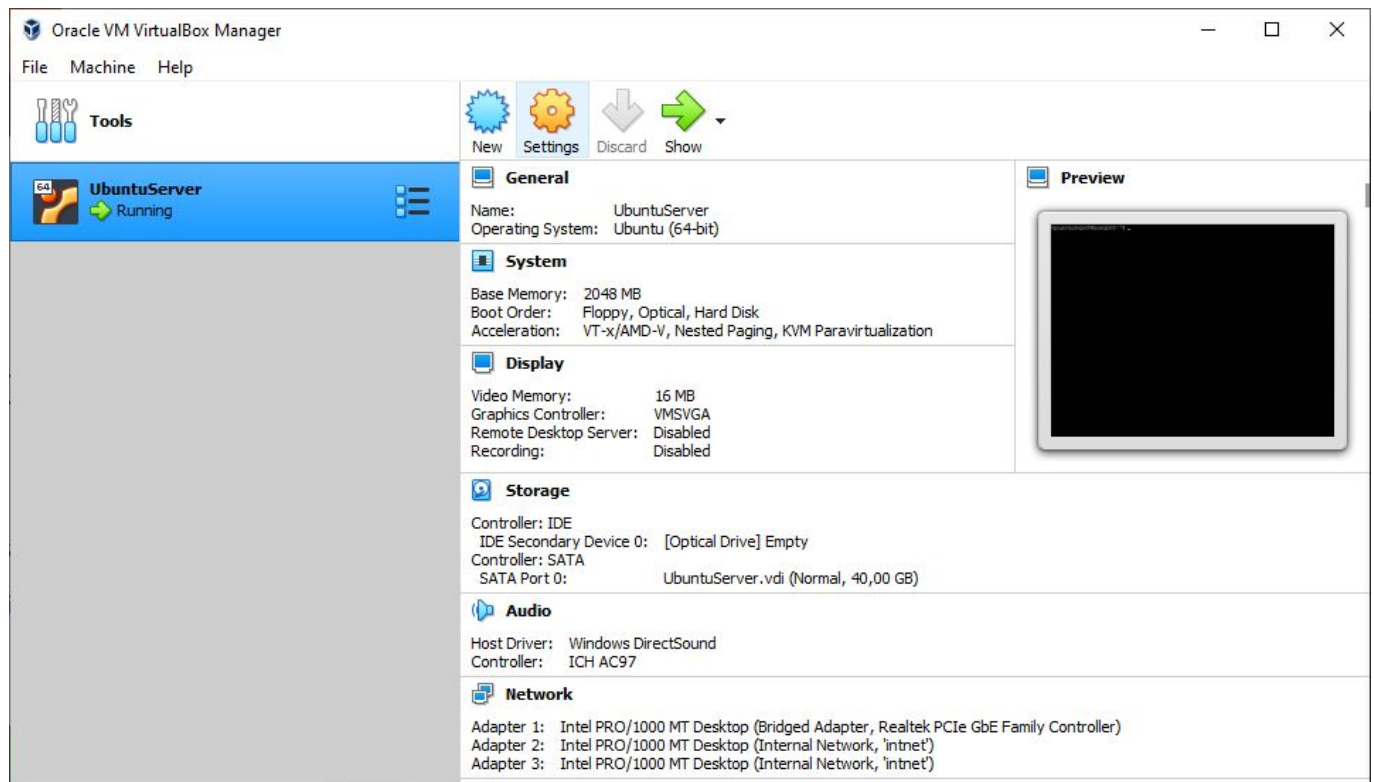 Oracle VM VirtualBox Manager
File Machine Help
Tools
New Settings Discard Show
64
UbuntuServer
Running
General
Name: UbuntuServer
Operating System: Ubuntu (64-bit)
System
Base Memory: 2048 MB
Boot Order: Floppy, Optical, Hard Disk
Acceleration: VT-x/AMD-V, Nested Paging, KVM Paravirtualization
Display
Video Memory: 16 MB
Graphics Controller: VMSVGA
Remote Desktop Server: Disabled
Recording: Disabled
Preview
Storage
Controller: IDE
IDE Secondary Device 0: [Optical Drive] Empty
Controller: SATA
SATA Port 0: UbuntuServer.vdi (Normal, 40,00 GB)
Audio
Host Driver: Windows DirectSound
Controller: ICH AC97
Network
Adapter 1: Intel PRO/1000 MT Desktop (Bridged Adapter, Realtek PCIe GbE Family Controller)
Adapter 2: Intel PRO/1000 MT Desktop (Internal Network, 'intnet')
Adapter 3: Intel PRO/1000 MT Desktop (Internal Network, 'intnet')